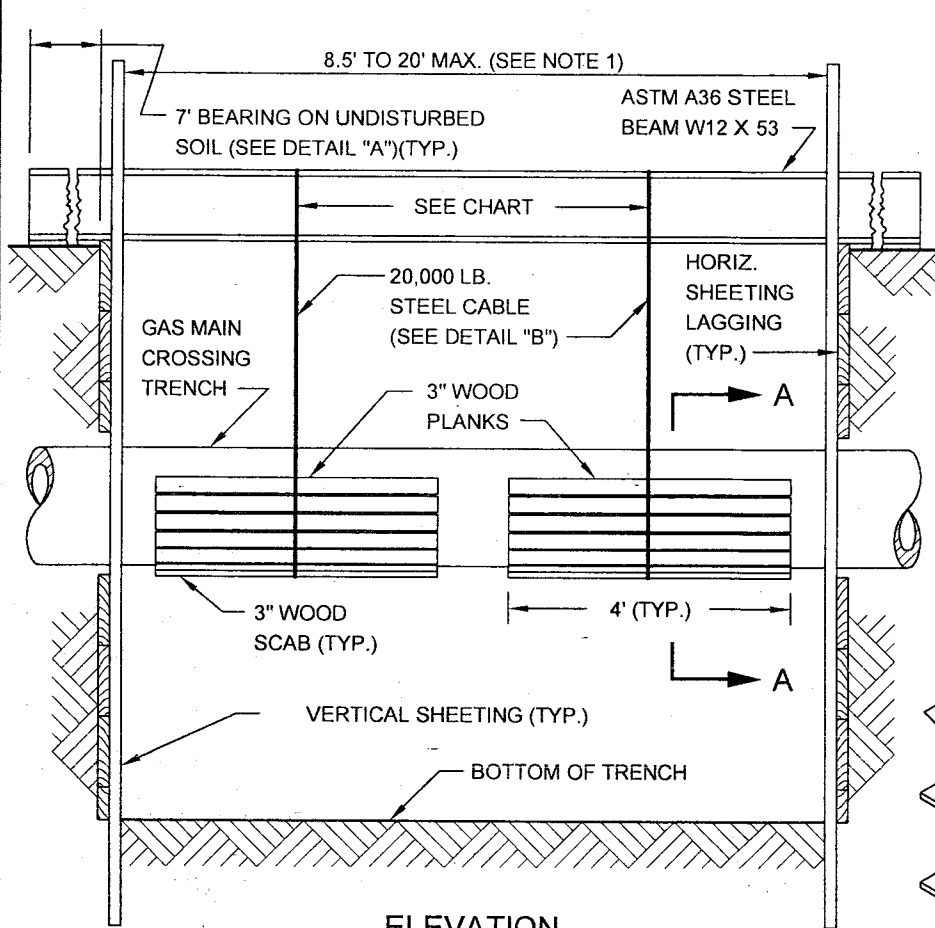 8.5' TO 20' MAX. (SEE NOTE 1)
7' BEARING ON UNDISTURBED
SOIL (SEE DETAIL "A")(TYP.)
ASTM A36 STEEL
BEAM W12 X 53
SEE CHART
20,000 LB.
STEEL CABLE
(SEE DETAIL "B")
HORIZ.
SHEETING
LAGGING
(TYP.)
GAS MAIN
CROSSING
TRENCH
3" WOOD
PLANKS
A
3" WOOD
SCAB (TYP.)
4' (TYP.)
A
VERTICAL SHEETING (TYP.)
BOTTOM OF TRENCH
ELEVATION